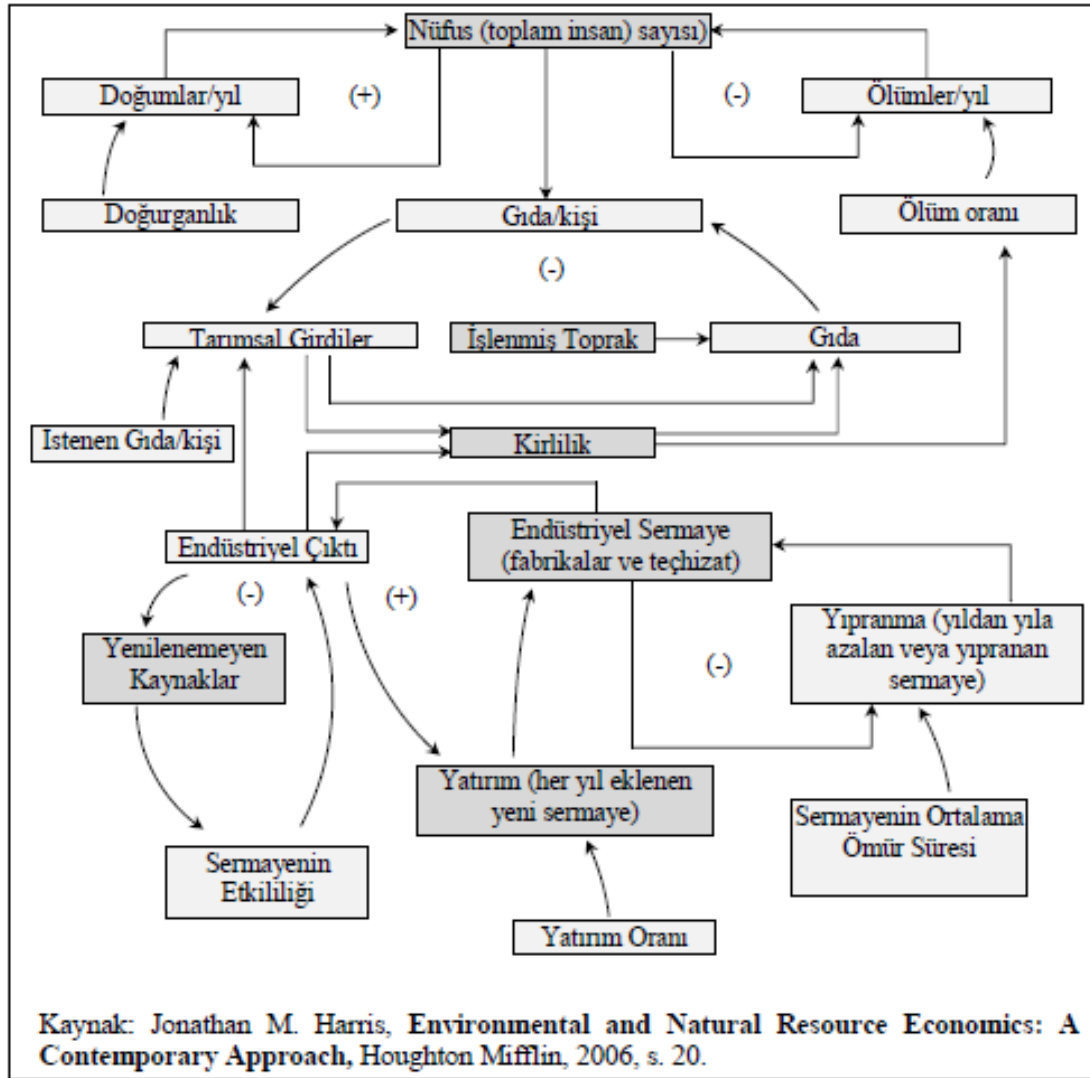 Nüfus (toplam insan) sayısı)
Doğumlar/yıl
(+)
(-)
Ölümler/yıl
Doğurganlık
Gıda/kişi
Ölüm oranı
(-)
Tarımsal Girdiler
İşlenmiş Toprak
Gıda
İstenen Gıda/kişi
Kirlilik
Endüstriyel Çıktı
Endüstriyel Sermaye
(fabrikalar ve teçhizat)
(-)
(+)
Yenilenemeyen
Kaynaklar
(-)
Yıpranma (yıldan yıla
azalan veya yıpranan
sermaye)
Yatırım (her yıl eklenen
yeni sermaye)
Sermayenin Ortalama
Ömür Süresi
Sermayenin
Etkililiği
Yatırım Oranı
Kaynak: Jonathan M. Harris, Environmental and Natural Resource Economics: A
Contemporary Approach, Houghton Mifflin, 2006, s. 20.